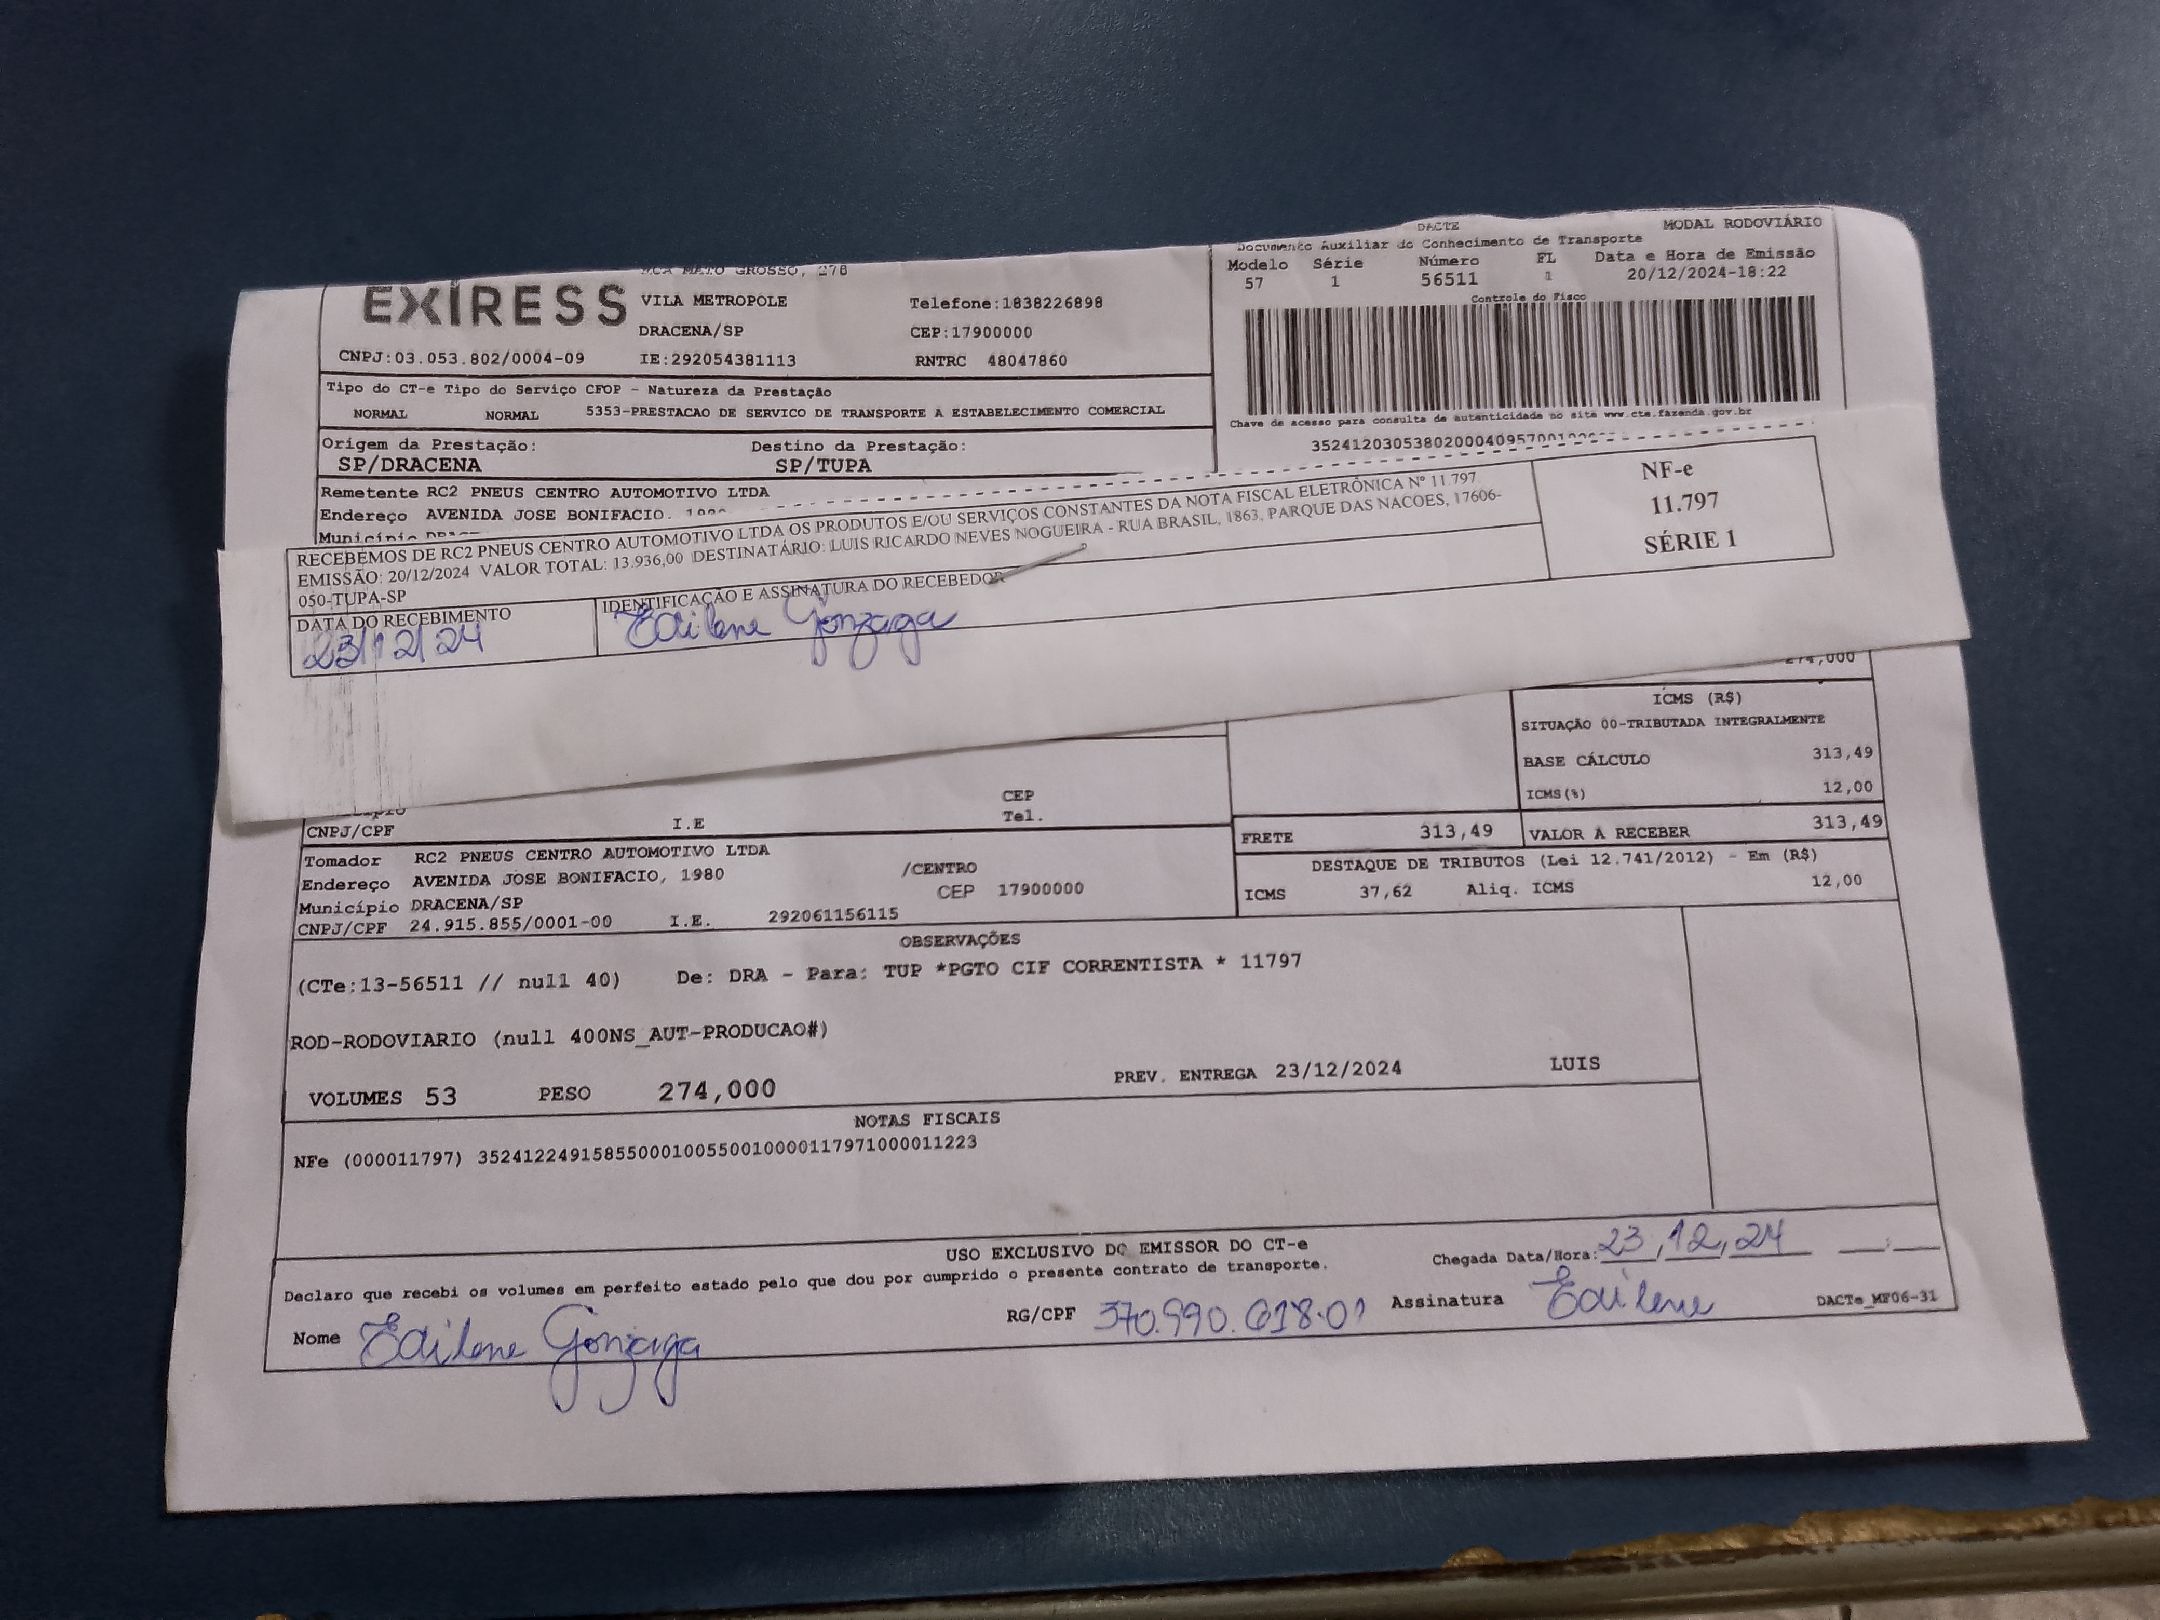 DACTE
MODAL RODOVIÁRIO
Documento Auxiliar do Conhecimento de Transporte
Modelo Série Número FL Data e Hora de Emissão
57 1 56511 1 20/12/2024-18:22
Controle do Fisco
MATO GROSSO, 278
EXIRESS
VILA METROPOLE Telefone:1838226898
DRACENA/SP CEP:17900000
CNPJ:03.053.802/0004-09 IE:292054381113 RNTRC 48047860
Tipo do CT-e Tipo do Serviço CFOP - Natureza da Prestação
NORMAL NORMAL 5353-PRESTACAO DE SERVICO DE TRANSPORTE A ESTABELECIMENTO COMERCIAL
Chave de acesso para consulta de autenticidade no site www.cte.fazenda.gov.br
Origem da Prestação: Destino da Prestação:
SP/DRACENA SP/TUPA
Remetente RC2 PNEUS CENTRO AUTOMOTIVO LTDA
Endereço AVENIDA JOSE BONIFACIO,
Município
RECEBEMOS DE RC2 PNEUS CENTRO AUTOMOTIVO LTDA OS PRODUTOS E/OU SERVIÇOS CONSTANTES DA NOTA FISCAL ELETRÔNICA Nº 11.797
EMISSÃO: 20/12/2024 VALOR TOTAL: 13.936,00 DESTINATÁRIO: LUIS RICARDO NEVES NOGUEIRA - RUA BRASIL, 1863, PARQUE DAS NACOES, 17606-
050-TUPA-SP
NF-e
11.797
SÉRIE 1
DATA DO RECEBIMENTO IDENTIFICAÇÃO E ASSINATURA DO RECEBEDOR
23/12/24 Edilene Gonzaga
274,000
ICMS (R$)
SITUAÇÃO 00-TRIBUTADA INTEGRALMENTE
BASE CÁLCULO 313,49
ICMS(%) 12,00
CEP
CNPJ/CPF I.E Tel.
FRETE 313,49 VALOR A RECEBER 313,49
Tomador RC2 PNEUS CENTRO AUTOMOTIVO LTDA
Endereço AVENIDA JOSE BONIFACIO, 1980 /CENTRO
Município DRACENA/SP CEP 17900000
CNPJ/CPF 24.915.855/0001-00 I.E. 292061156115
DESTAQUE DE TRIBUTOS (Lei 12.741/2012) - Em (R$)
ICMS 37,62 Aliq. ICMS 12,00
OBSERVAÇÕES
(CTe:13-56511 // null 40) De: DRA - Para: TUP *PGTO CIF CORRENTISTA * 11797
ROD-RODOVIARIO (null 400NS_AUT-PRODUCAO#)
VOLUMES 53 PESO 274,000 PREV. ENTREGA 23/12/2024 LUIS
NOTAS FISCAIS
NFe (000011797) 35241224915855000100550010000117971000011223
USO EXCLUSIVO DO EMISSOR DO CT-e
Declaro que recebi os volumes em perfeito estado pelo que dou por cumprido o presente contrato de transporte.
Chegada Data/Hora: 23,12,24
Nome Edilene Gonzaga RG/CPF 370.990.618.01 Assinatura Edilene DACTe_MF06-31